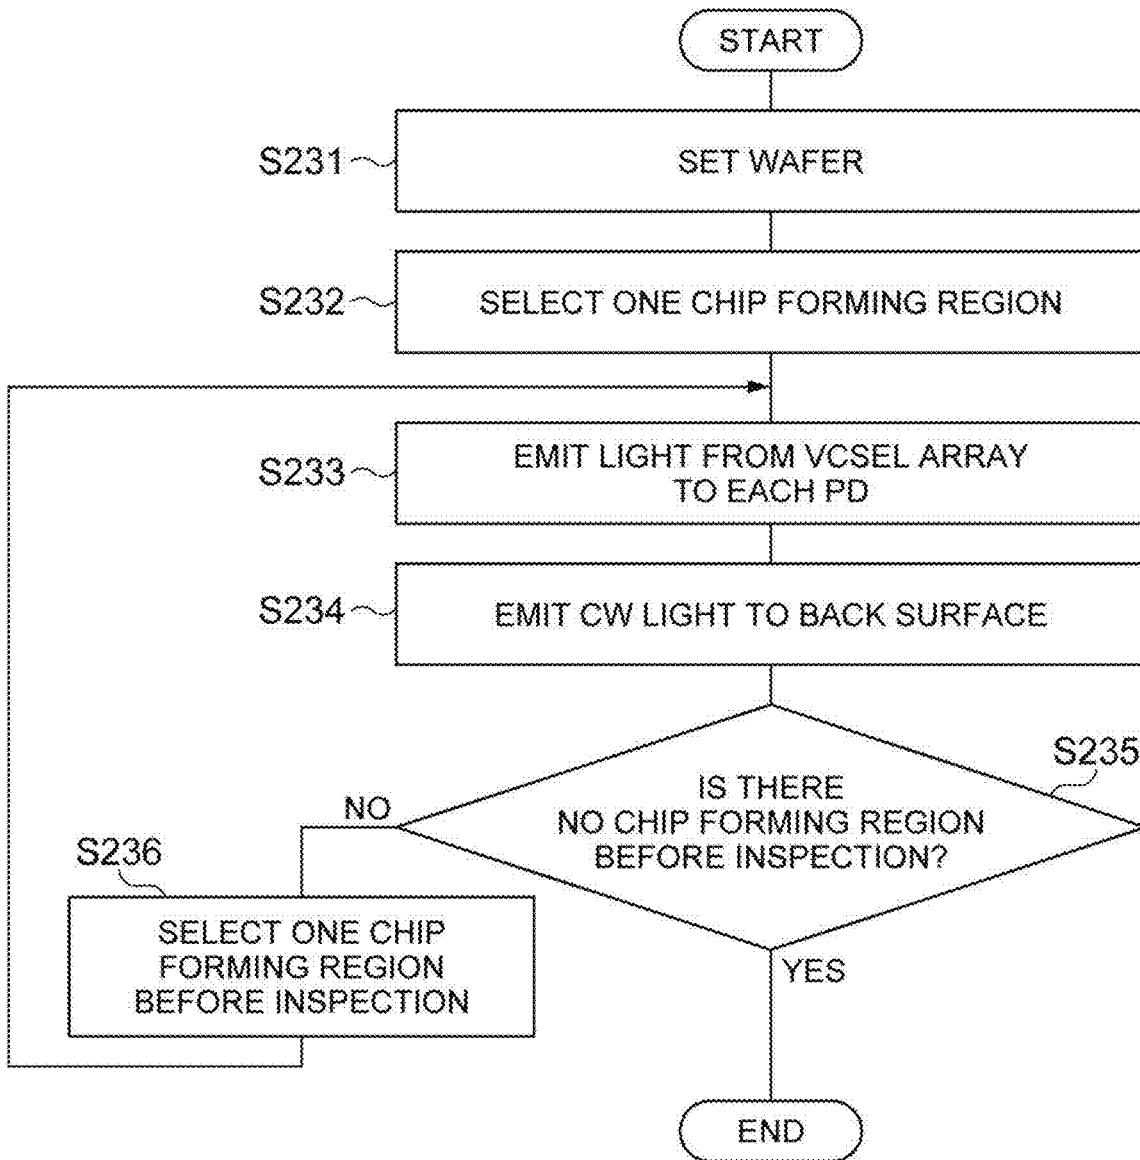 START
S231
SET WAFER
S232
SELECT ONE CHIP FORMING REGION
S233
EMIT LIGHT FROM VCSEL ARRAY
TO EACH PD
S234
EMIT CW LIGHT TO BACK SURFACE
S235
IS THERE
NO CHIP FORMING REGION
BEFORE INSPECTION?
NO
S236
SELECT ONE CHIP
FORMING REGION
BEFORE INSPECTION
YES
END